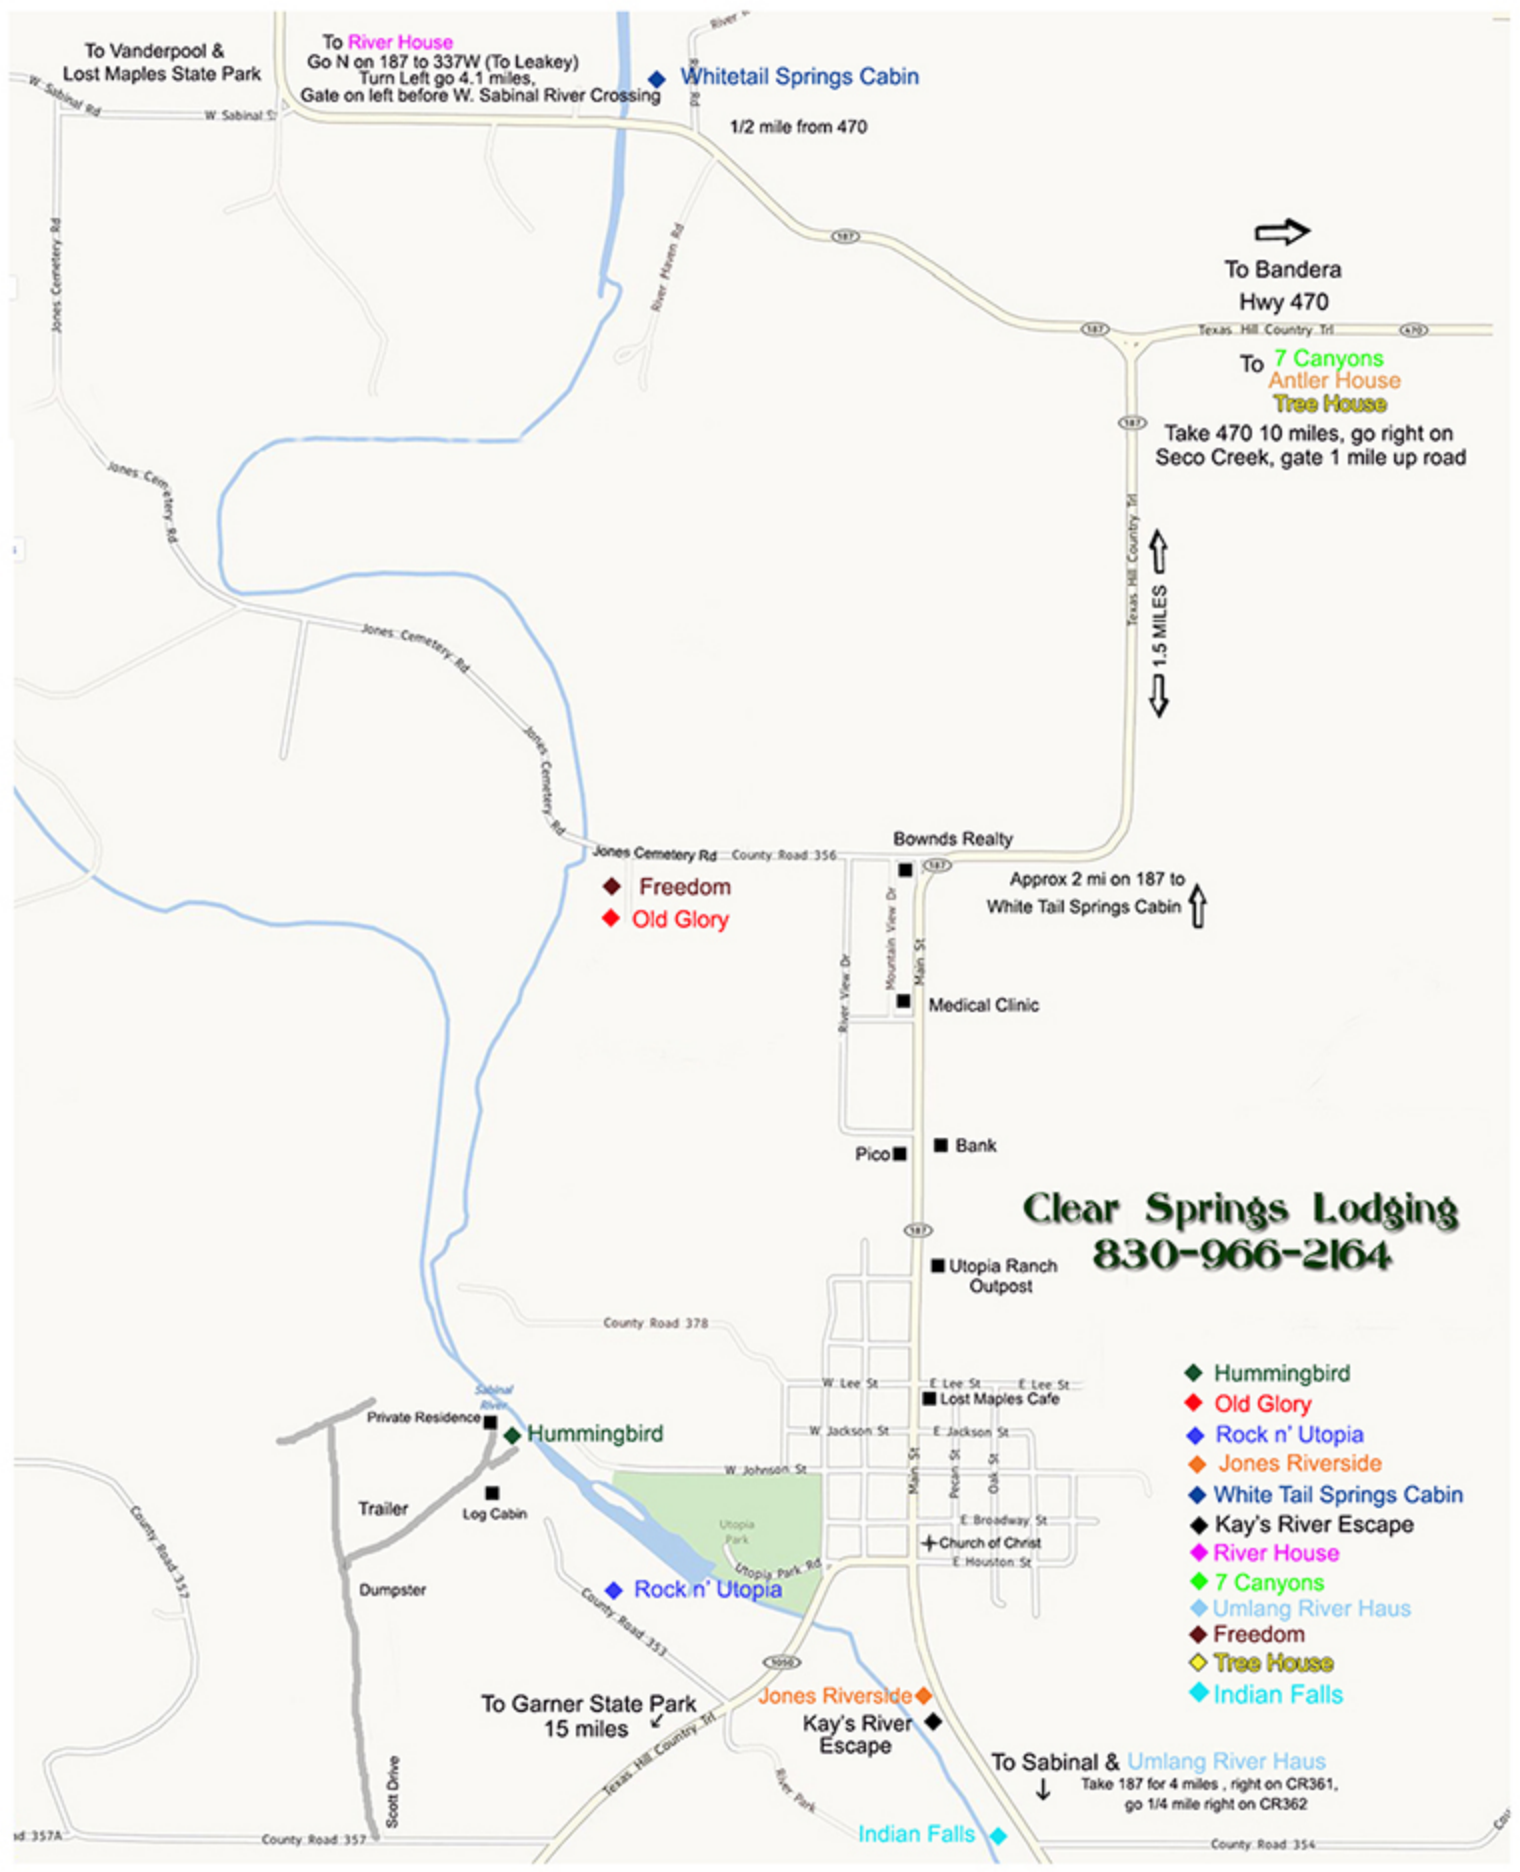 To Vanderpool &
Lost Maples State Park
To River House
Go N on 187 to 337W (To Leakey)
Turn Left go 4.1 miles,
Gate on left before W. Sabinal River Crossing
Whitetail Springs Cabin
1/2 mile from 470
W. Sabinal Rd
W Sabinal
River
Rd
Jones Cemetery Rd
River Haven Rd
187
To Bandera
Hwy 470
187
Texas Hill Country Trl
470
To 7 Canyons
Antler House
Tree House
Take 470 10 miles, go right on
Seco Creek, gate 1 mile up road
187
Jones Cemetery Rd
Texas Hill Country Trl
1.5 MILES
Jones Cemetery Rd
Jones Cemetery Rd
Jones Cemetery Rd
County Road 356
Bownds Realty
187
Freedom
Old Glory
Approx 2 mi on 187 to
White Tail Springs Cabin
Mountain View Dr
Main St
River View Dr
Medical Clinic
Pico
Bank
Clear Springs Lodging
830-966-2164
187
Utopia Ranch
Outpost
County Road 378
W Lee St
E Lee St
E Lee St
Lost Maples Cafe
Sabinal
River
Private Residence
Hummingbird
W Jackson St
E Jackson St
W Johnson St
Main St
Pecan St
Oak St
Trailer
Log Cabin
Utopia
Park
E Broadway St
Church of Christ
E Houston St
Utopia Park Rd
County Road 357
Dumpster
Rock n' Utopia
County Road 353
1050
To Garner State Park
15 miles
Texas Hill Country Trl
Jones Riverside
Kay's River
Escape
River Park
Scott Drive
Hummingbird
Old Glory
Rock n' Utopia
Jones Riverside
White Tail Springs Cabin
Kay's River Escape
River House
7 Canyons
Umlang River Haus
Freedom
Tree House
Indian Falls
To Sabinal & Umlang River Haus
Take 187 for 4 miles , right on CR361,
go 1/4 mile right on CR362
Indian Falls
ad 357A
County Road 357
County Road 354
Cou